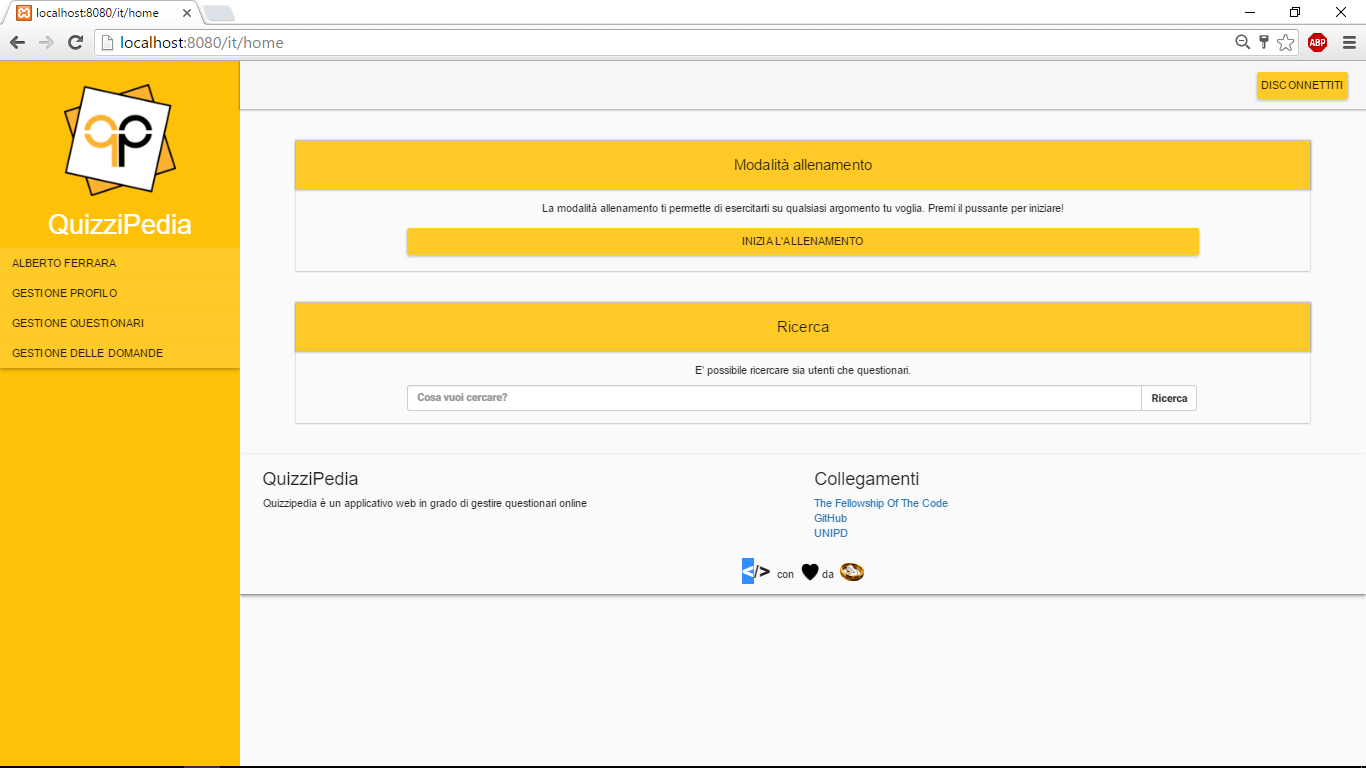 localhost:8080/it/home
localhost:8080/it/home
ABP
DISCONNETTITI
qp
QuizziPedia
ALBERTO FERRARA
GESTIONE PROFILO
GESTIONE QUESTIONARI
GESTIONE DELLE DOMANDE
Modalità allenamento
La modalità allenamento ti permette di esercitarti su qualsiasi argomento tu voglia. Premi il pussante per iniziare!
INIZIA L'ALLENAMENTO
Ricerca
E' possibile ricercare sia utenti che questionari.
Cosa vuoi cercare?
Ricerca
QuizziPedia
Quizzipedia è un applicativo web in grado di gestire questionari online
Collegamenti
The Fellowship Of The Code
GitHub
UNIPD
</> con da